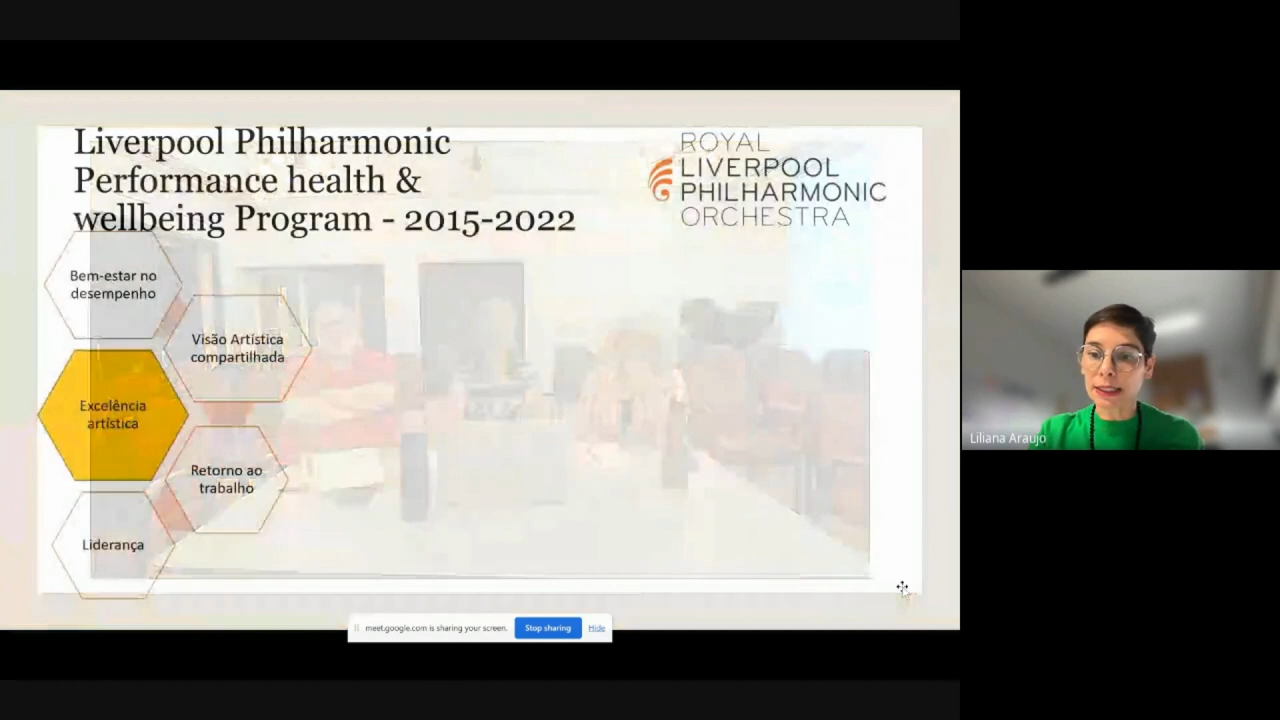 Liverpool Philharmonic
Performance health &
wellbeing Program - 2015-2022
ROYAL
LIVERPOOL
PHILHARMONIC
ORCHESTRA
Bem-estar no
desempenho
Visão Artística
compartilhada
Excelência
artística
Retorno ao
trabalho
Liderança
meet.google.com is sharing your screen.
Stop sharing
Hide
Liliana Araujo